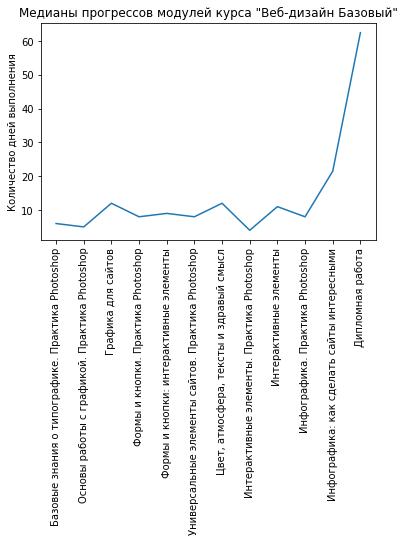 Медианы прогрессов модулей курса "Веб-дизайн Базовый"
Количество дней выполнения
60
50
40
30
20
10
Базовые знания о типографике. Практика Photoshop
Основы работы с графикой. Практика Photoshop
Графика для сайтов
Формы и кнопки. Практика Photoshop
Формы и кнопки: интерактивные элементы
Универсальные элементы сайтов. Практика Photoshop
Цвет, атмосфера, тексты и здравый смысл
Интерактивные элементы. Практика Photoshop
Интерактивные элементы
Инфографика. Практика Photoshop
Инфографика: как сделать сайты интересными
Дипломная работа